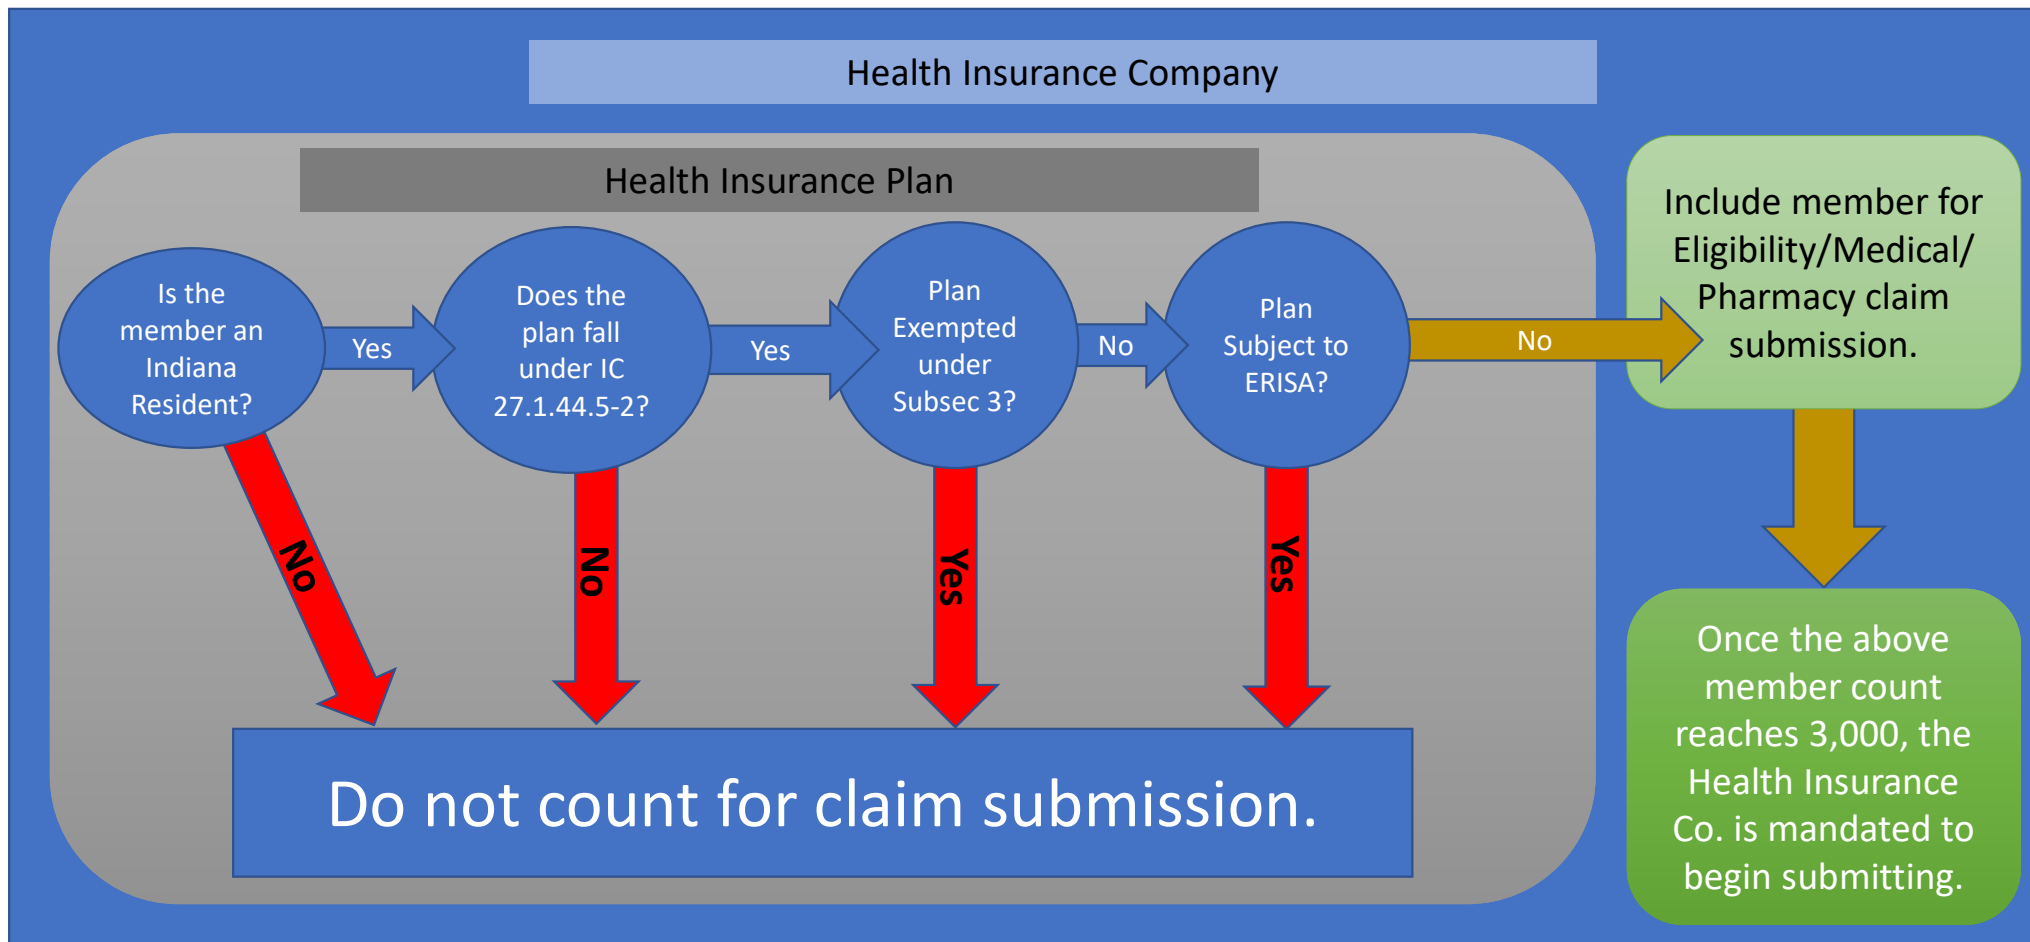 Health Insurance Company
Health Insurance Plan
Is the
member an
Indiana
Resident?
Yes
Does the
plan fall
under IC
27.1.44.5-2?
Yes
Plan
Exempted
under
Subsec 3?
No
Plan
Subject to
ERISA?
No
Include member for
Eligibility/Medical/
Pharmacy claim
submission.
No
No
Yes
Yes
Do not count for claim submission.
Once the above
member count
reaches 3,000, the
Health Insurance
Co. is mandated to
begin submitting.